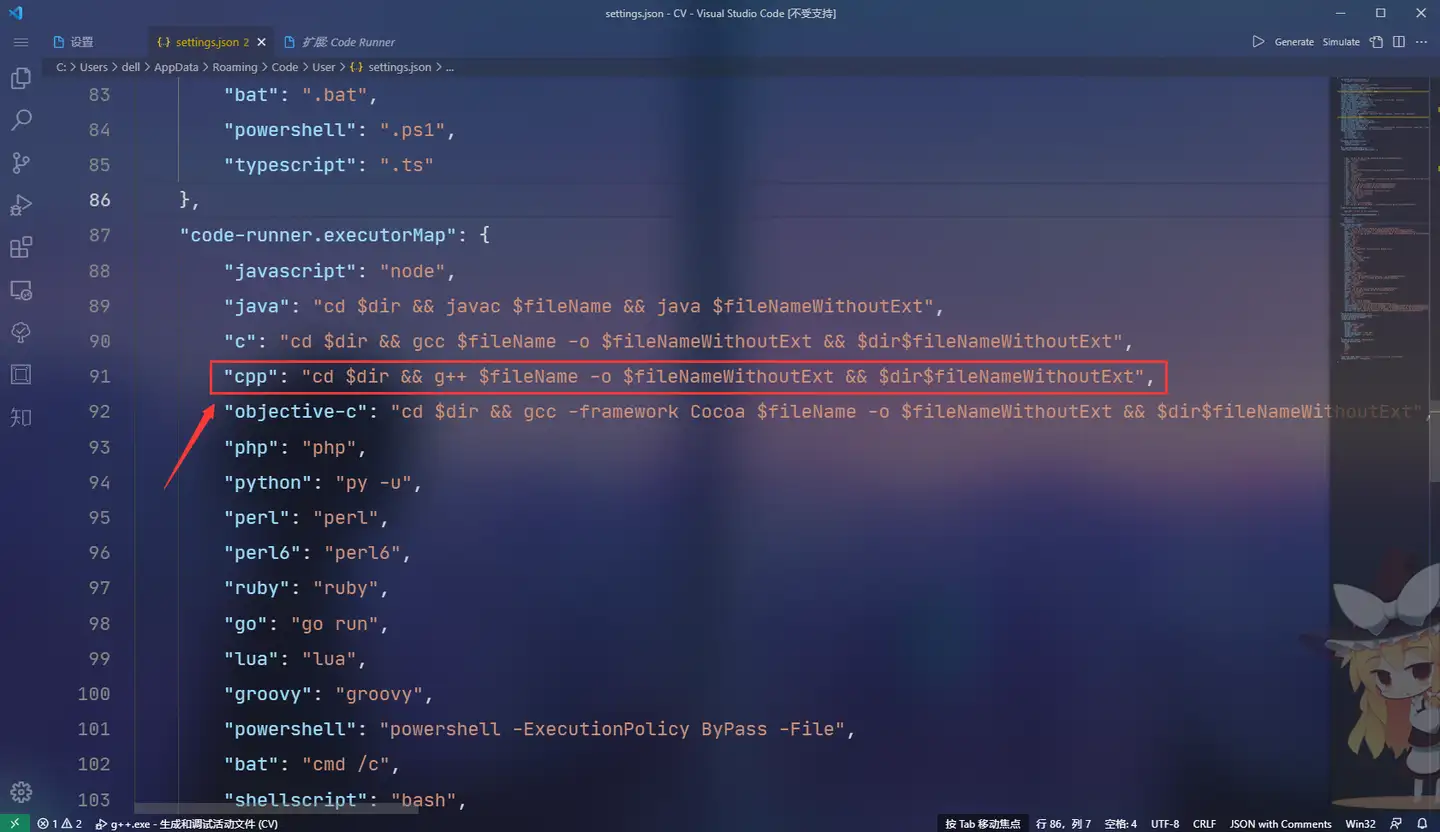 settings.json - CV - Visual Studio Code [不受支持]
设置
{..} settings.json 2
扩展: Code Runner
Generate Simulate
C: > Users > dell > AppData > Roaming > Code > User > {..} settings.json > ...
83 "bat": ".bat",
84 "powershell": ".ps1",
85 "typescript": ".ts"
86 },
87 "code-runner.executorMap": {
88 "javascript": "node",
89 "java": "cd $dir && javac $fileName && java $fileNameWithoutExt",
90 "c": "cd $dir && gcc $fileName -o $fileNameWithoutExt && $dir$fileNameWithoutExt",
91 "cpp": "cd $dir && g++ $fileName -o $fileNameWithoutExt && $dir$fileNameWithoutExt",
92 "objective-c": "cd $dir && gcc -framework Cocoa $fileName -o $fileNameWithoutExt && $dir$fileNameWithoutExt",
93 "php": "php",
94 "python": "py -u",
95 "perl": "perl",
96 "perl6": "perl6",
97 "ruby": "ruby",
98 "go": "go run",
99 "lua": "lua",
100 "groovy": "groovy",
101 "powershell": "powershell -ExecutionPolicy ByPass -File",
102 "bat": "cmd /c",
103 "shellscript": "bash",
知
1 2 g++.exe - 生成和调试活动文件 (CV)
按 Tab 移动焦点 行 86，列 7 空格: 4 UTF-8 CRLF JSON with Comments Win32